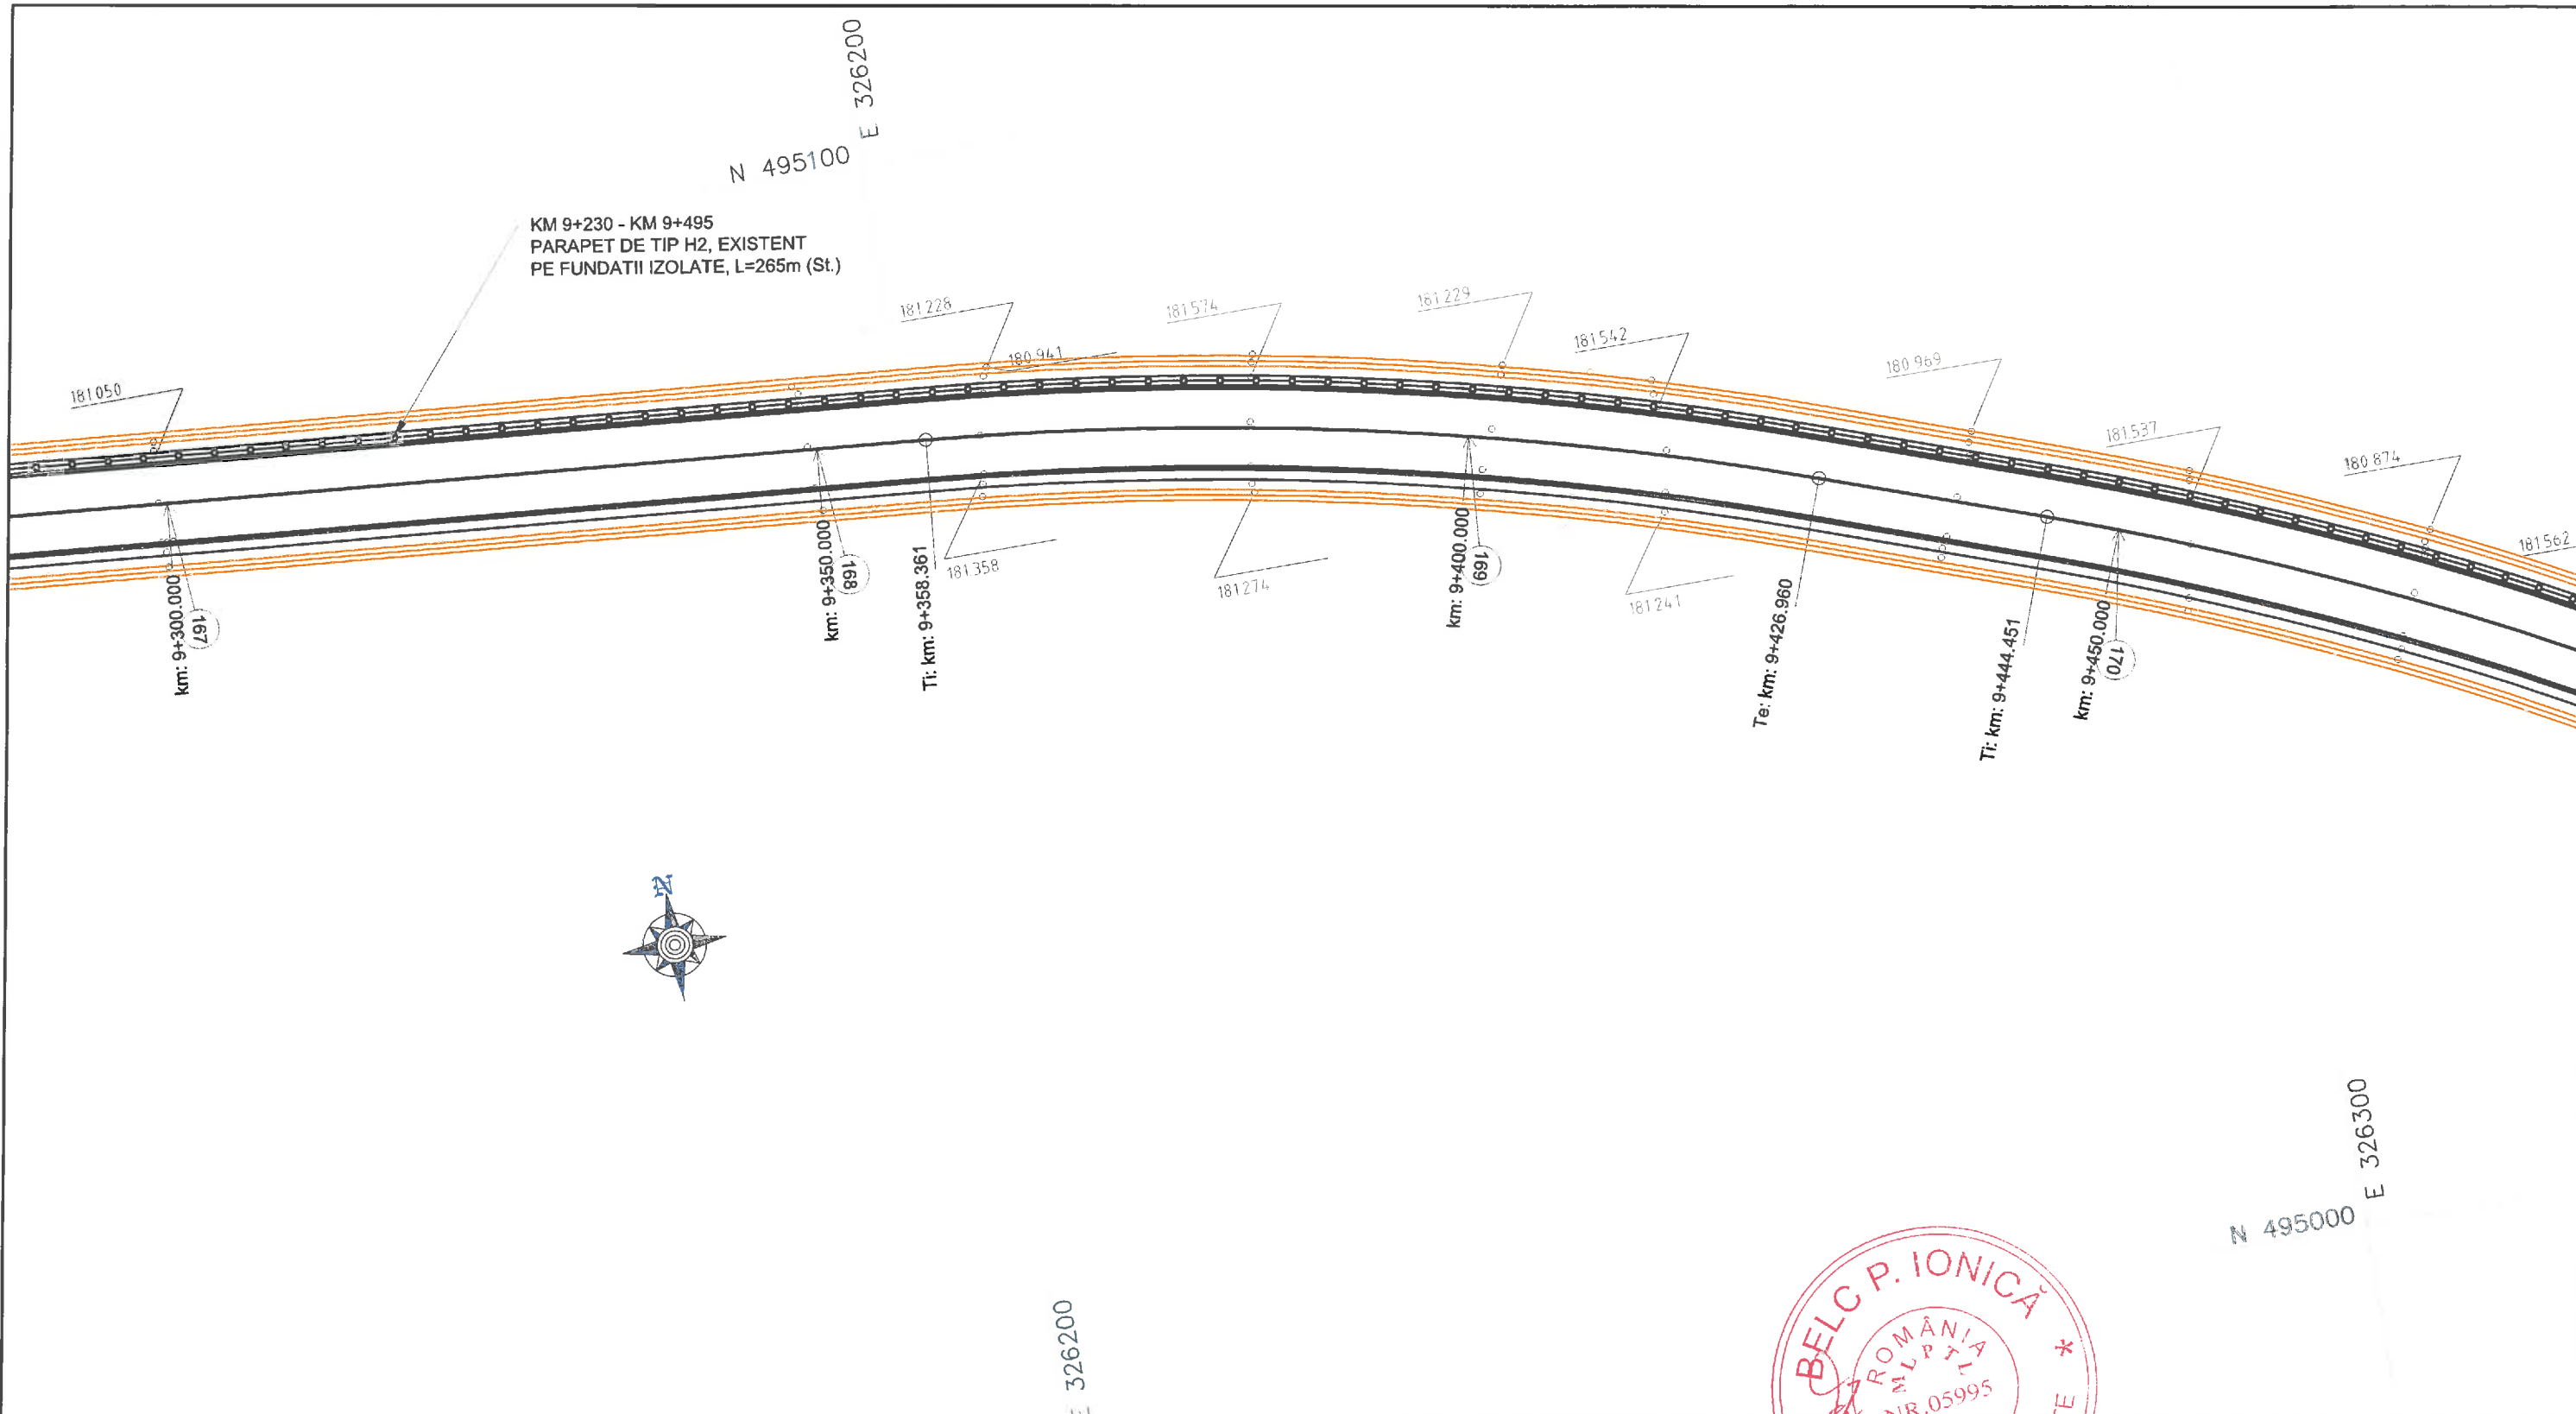 E 326200
N 495100
KM 9+230 - KM 9+495
PARAPET DE TIP H2, EXISTENT
PE FUNDATII IZOLATE, L=265m (St.)
181 050
181 228
180 941
181 574
181 229
181 542
180 969
181 537
180 874
181 562
km: 9+300.000
167
km: 9+350.000
168
Ti: km: 9+358.361
181 358
181 274
km: 9+400.000
169
181 241
Te: km: 9+426.960
Ti: km: 9+444.451
km: 9+450.000
170
N
E 326300
N 495000
E 326200
BELC P. IONICĂ *
ROMÂNIA
MLPTL
NR.05995